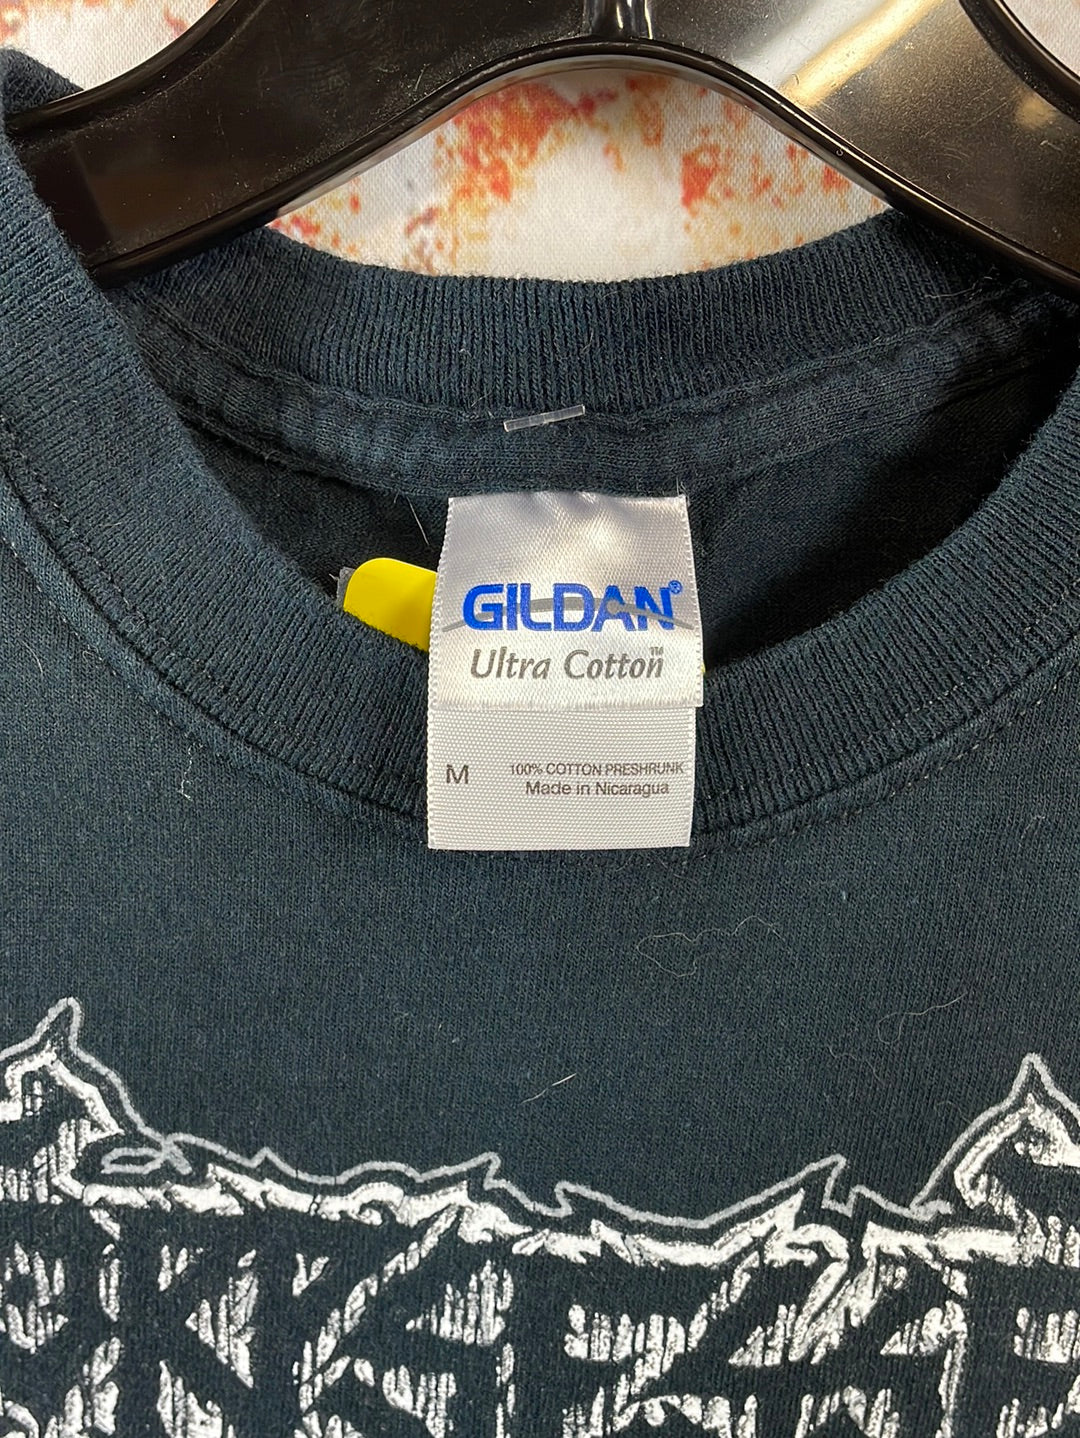 GILDAN®
Ultra Cotton™
M 100% COTTON PRESHRUNK
Made in Nicaragua